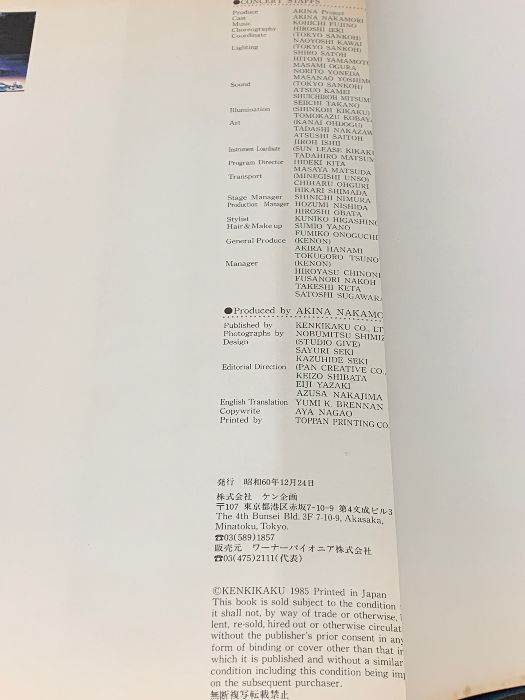 ●CONCERT STAFFS
Produce AKINA Project
Cast AKINA NAKAMORI
Music KOHICHI FUJINO
Choreography HIROSHI IEKI
Coordinate (TOKYO SANKOH)
NAOYOSHI KAWAI
Lighting (TOKYO SANKOH)
SHIRO SATOH
HITOMI YAMAMOTO
MASAMI OGURA
NORITO YONEDA
MASANAO YOSHIM
Sound (TOKYO SANKOH)
ATSUO KAMEI
SHUICHIROH MITSUM
SEIICHI TAKANO
Illumination (SHINKOH KIKAKU)
TOMOKAZU KOBAYA
Art (KANAI OHDOGU)
TADASHI NAKAZAW
ATSUSHI SAITOH
JIROH ISHII
Instrument Coordinate (SUN LEASE KIKAKU
TADAHIRO MATSUM
Program Director HIDEKI KITA
MASAYA MATSUDA
Transport (MINEGISHI UNSO)
CHIHARU OHGURI
HIKARI SHIMADA
Stage Manager SHINICHI NIMURA
Production Manager HOZUMI NISHIDA
HIROSHI OBATA
Stylist KUNIKO HIGASHINO
Hair & Make up SUMIO YANO
FUMIKO ONOGUCHI
General Produce (KENON)
AKIRA HANAMI
TOKUGORO TSUNO
Manager (KENON)
HIROYASU CHINONE
FUSANORI NAKOH
TAKESHI KETA
SATOSHI SUGAWARA
●Produced by AKINA NAKAMO
Published by KENKIKAKU CO., LT
Photographs by NOBUMITSU SHIMIZ
Design (STUDIO GIVE)
SAYURI SEKI
KAZUHIDE SEKI
Editorial Direction (PAN CREATIVE CO.,
KEIZO SHIBATA
EIJI YAZAKI
AZUSA NAKAJIMA
English Translation YUMI K. BRENNAN
Copywrite AYA NAGAO
Printed by TOPPAN PRINTING CO.
発行 昭和60年12月24日
株式会社 ケン企画
〒107 東京都港区赤坂7-10-9 第4文成ビル3
The 4th Bunsei Bld. 3F 7-10-9, Akasaka,
Minatoku, Tokyo.
☎03(589)1857
販売元 ワーナーパイオニア株式会社
☎03(475)2111(代表)
©KENKIKAKU 1985 Printed in Japan
This book is sold subject to the condition
it shall not, by way of trade or otherwise,
lent, re-sold, hired out or otherwise circulat
without the publisher's prior consent in any
form of binding or cover other than that in
which it is published and without a similar
condition including this condition being imp
on the subsequent purchaser.
無断複写転載禁止